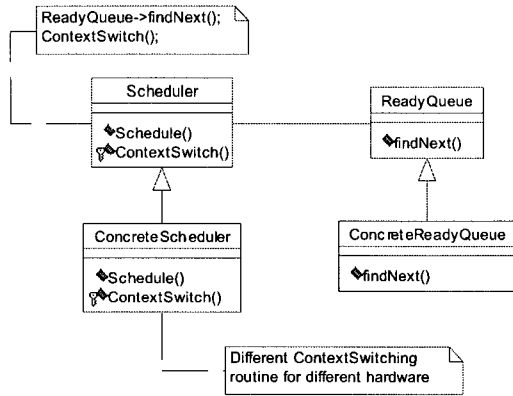 ReadyQueue->findNext();
ContextSwitch();
Scheduler
Schedule()
ContextSwitch()
ReadyQueue
findNext()
ConcreteScheduler
Schedule()
ContextSwitch()
ConcreteReadyQueue
findNext()
Different ContextSwitching
routine for different hardware